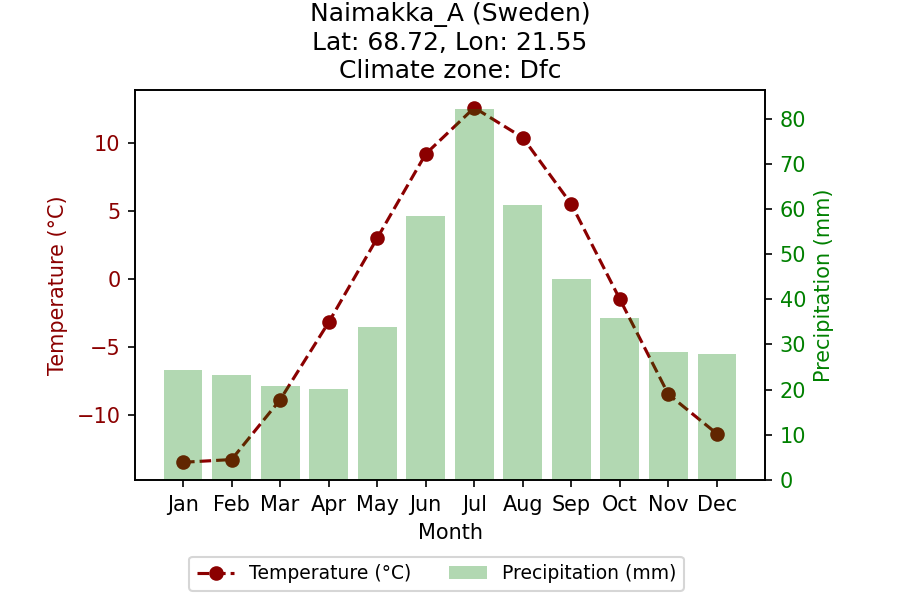 Naimakka_A (Sweden)
Lat: 68.72, Lon: 21.55
Climate zone: Dfc
Temperature (°C)
10
5
0
−5
−10
80
70
60
50
40
30
20
10
0
Precipitation (mm)
Jan Feb Mar Apr May Jun Jul Aug Sep Oct Nov Dec
Month
Temperature (°C) Precipitation (mm)